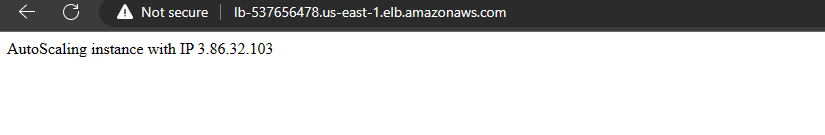 Not secure lb-537656478.us-east-1.elb.amazonaws.com
AutoScaling instance with IP 3.86.32.103